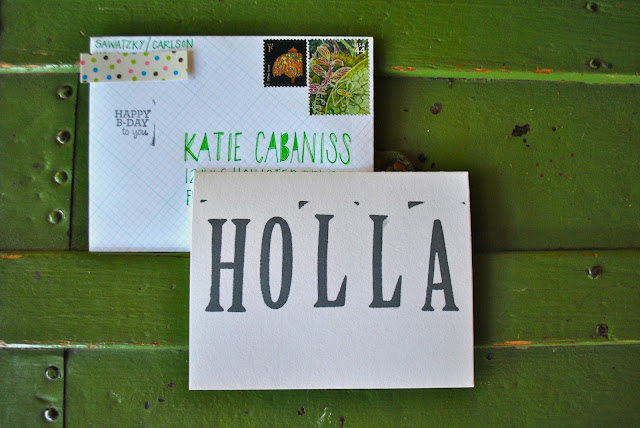 SAWATZKY/CARLSON
HAPPY
B-DAY
to you
KATIE CABANISS
HOLLA